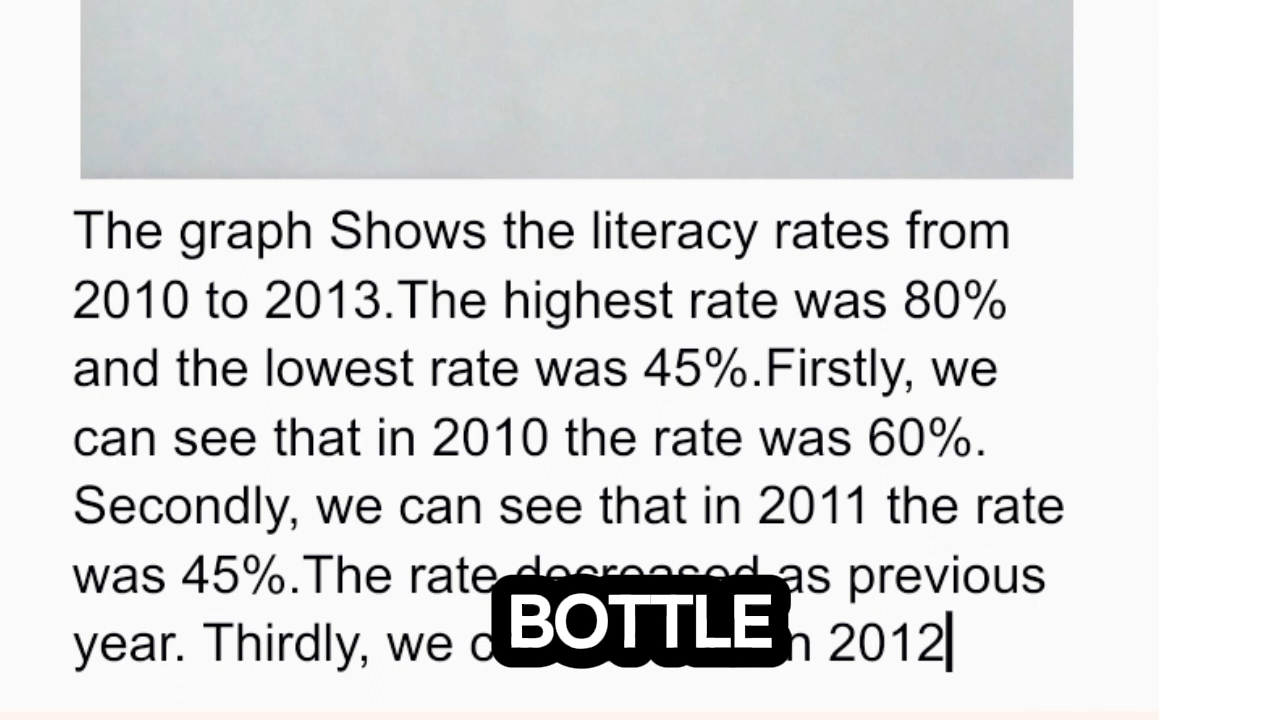 The graph Shows the literacy rates from
2010 to 2013.The highest rate was 80%
and the lowest rate was 45%.Firstly, we
can see that in 2010 the rate was 60%.
Secondly, we can see that in 2011 the rate
was 45%.The rate decreased as previous
year. Thirdly, we 2012
BOTTLE